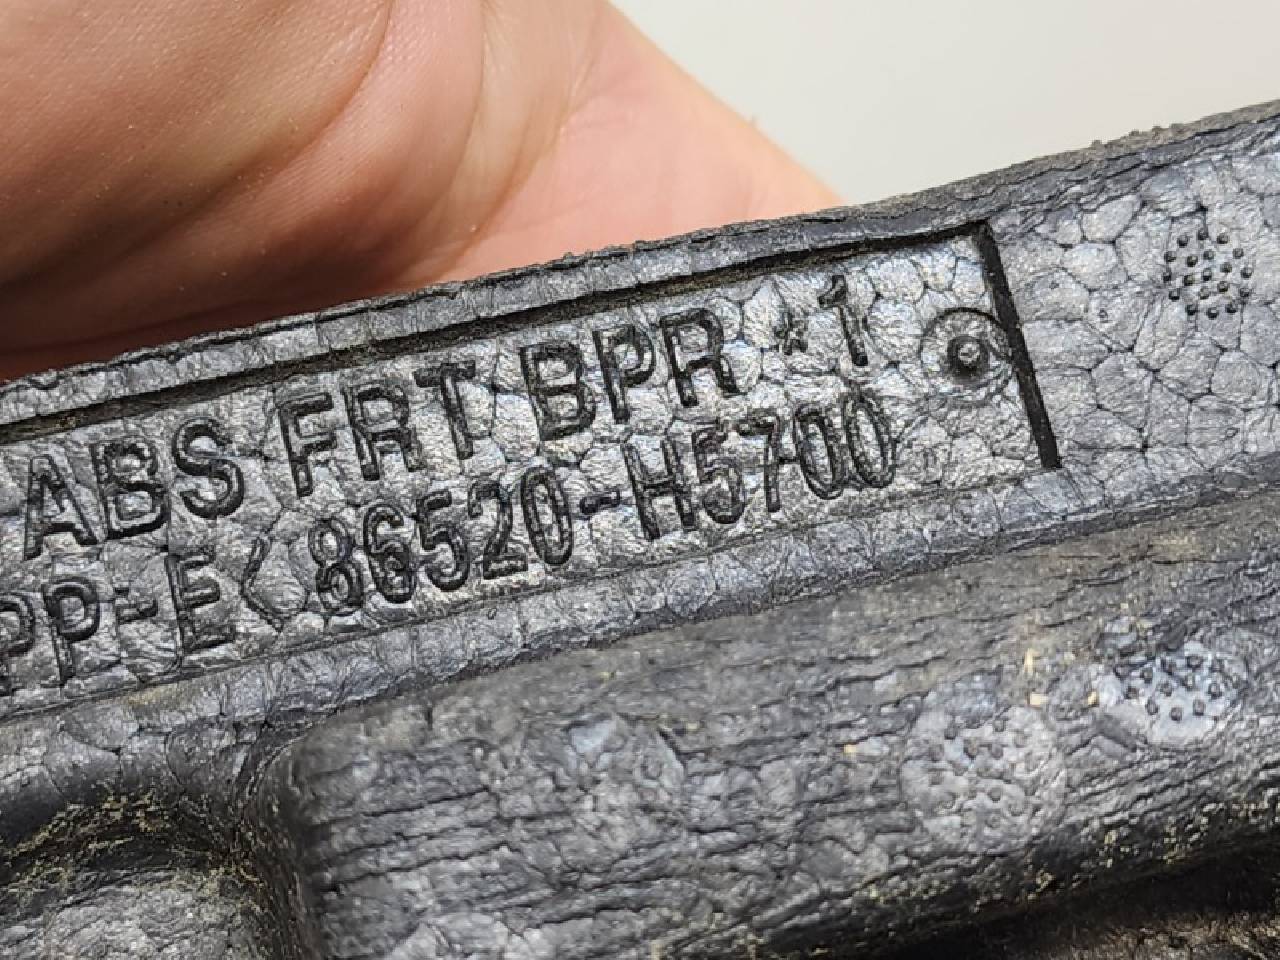 ABS FRT BPR *1
PP-E< 86520-H5700